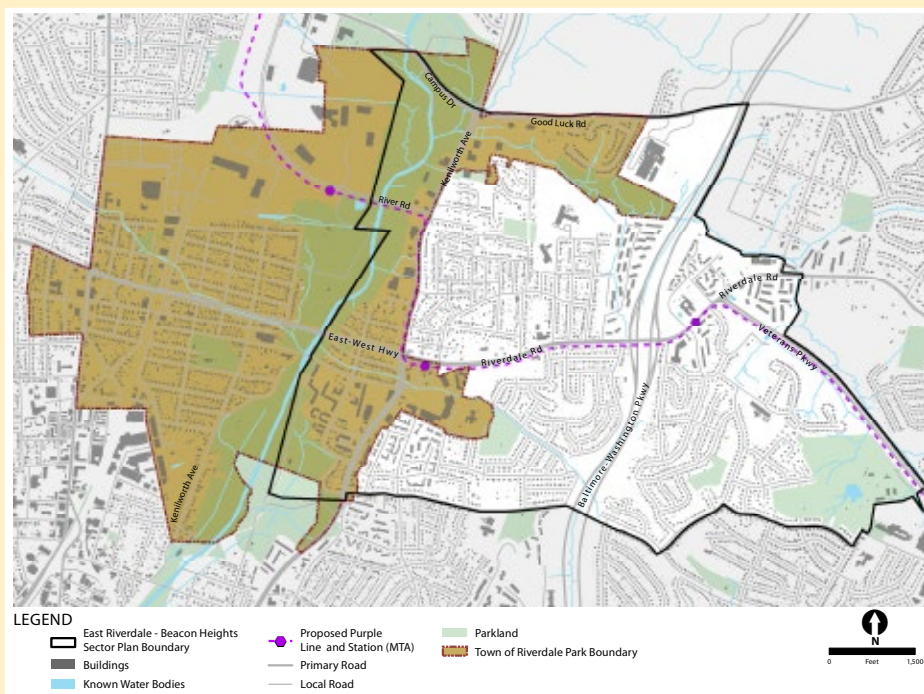 Campus Dr
Good Luck Rd
Kenilworth Ave
River Rd
Riverdale Rd
East-West Hwy
Riverdale Rd
Veterans Pkwy
Baltimore-Washington Pkwy
Kenilworth Ave
LEGEND
East Riverdale - Beacon Heights
Sector Plan Boundary
Buildings
Known Water Bodies
Proposed Purple
Line and Station (MTA)
Primary Road
Local Road
Parkland
Town of Riverdale Park Boundary
N
0 Feet 1,500